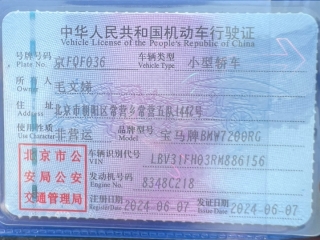 中华人民共和国机动车行驶证
Vehicle License of the People's Republic of China
号牌号码 京FQF036 车辆类型 小型轿车
Plate No. Vehicle Type
所有人 毛文娣
Owner
住址 北京市朝阳区常营乡常营五队144Z号
Address
使用性质 非营运 品牌型号 宝马牌BMW7200RG
Use Character Model
北京市公
安局公安
交通管理局
车辆识别代号 LBV31FH03RM886156
VIN
发动机号码 8348C218
Engine No.
注册日期 2024-06-07 发证日期 2024-06-07
Register Date Issue Date